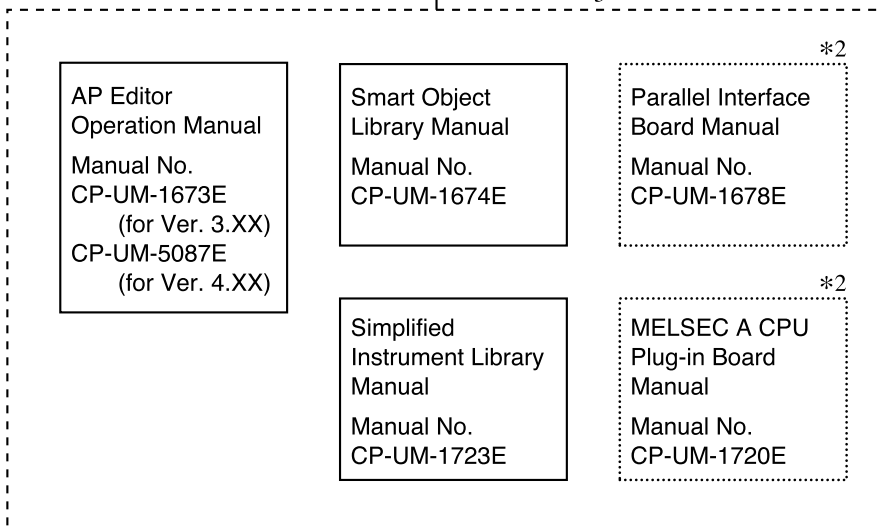 AP Editor
Operation Manual
Manual No.
CP-UM-1673E
(for Ver. 3.XX)
CP-UM-5087E
(for Ver. 4.XX)
Smart Object
Library Manual
Manual No.
CP-UM-1674E
*2
Parallel Interface
Board Manual
Manual No.
CP-UM-1678E
Simplified
Instrument Library
Manual
Manual No.
CP-UM-1723E
*2
MELSEC A CPU
Plug-in Board
Manual
Manual No.
CP-UM-1720E